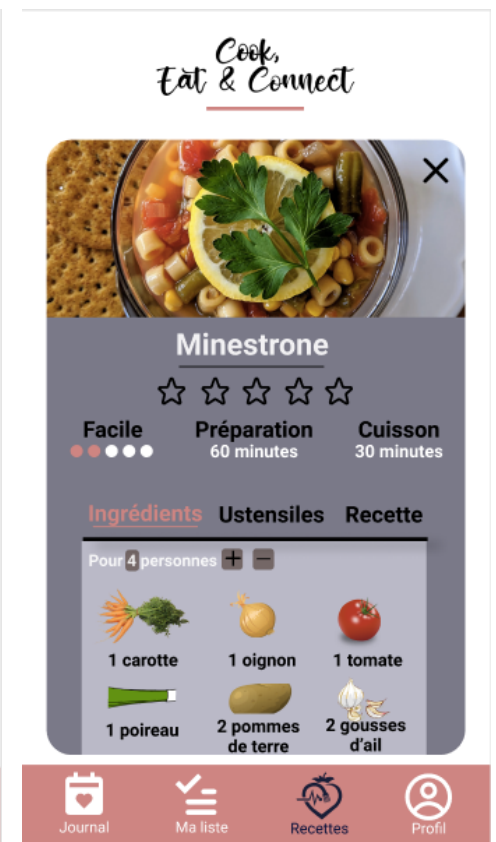 Cook,
Eat & Connect
Minestrone
Facile Préparation Cuisson
60 minutes 30 minutes
Ingrédients Ustensiles Recette
Pour 4 personnes + −
1 carotte 1 oignon 1 tomate
1 poireau 2 pommes de terre 2 gousses d’ail
Journal Ma liste Recettes Profil